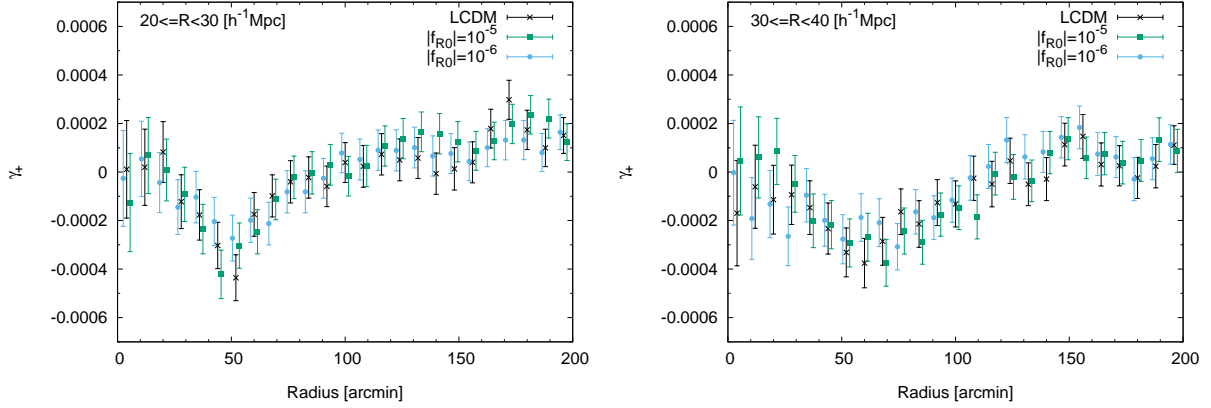 20<=R<30 [h⁻¹Mpc]
LCDM
|f_R0|=10⁻⁵
|f_R0|=10⁻⁶
0.0006
0.0004
0.0002
0
-0.0002
-0.0004
-0.0006
γ+
0 50 100 150 200
Radius [arcmin]
30<=R<40 [h⁻¹Mpc]
LCDM
|f_R0|=10⁻⁵
|f_R0|=10⁻⁶
0.0006
0.0004
0.0002
0
-0.0002
-0.0004
-0.0006
γ+
0 50 100 150 200
Radius [arcmin]